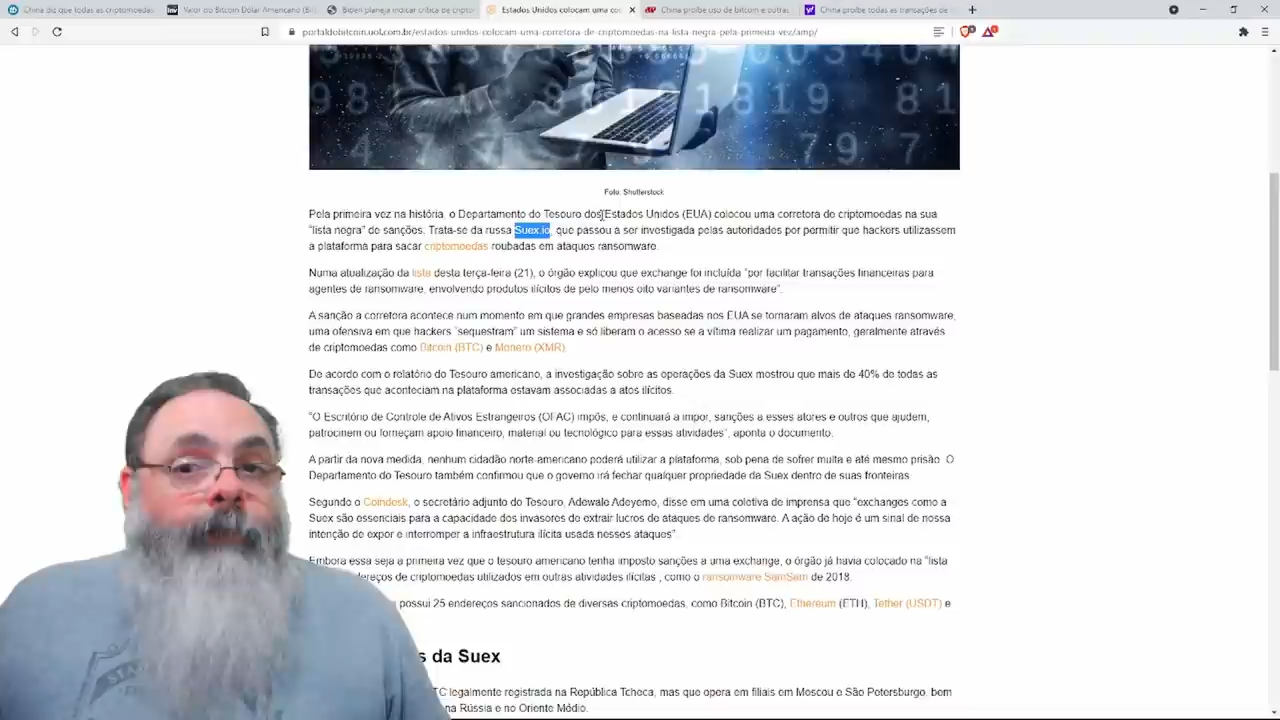 China diz que todas as criptomoedas
Valor do Bitcoin Dólar Americano (BI
Biden planeja indicar crítica de cripto
Estados Unidos colocam uma co
China proíbe uso de bitcoin e outras
China proíbe todas as transações de
portaldobitcoin.uol.com.br/estados-unidos-colocam-uma-corretora-de-criptomoedas-na-lista-negra-pela-primeira-vez/amp/
Foto: Shutterstock
Pela primeira vez na história, o Departamento do Tesouro dos Estados Unidos (EUA) colocou uma corretora de criptomoedas na sua
“lista negra” de sanções. Trata-se da russa Suex.io, que passou a ser investigada pelas autoridades por permitir que hackers utilizassem
a plataforma para sacar criptomoedas roubadas em ataques ransomware.
Numa atualização da lista desta terça-feira (21), o órgão explicou que exchange foi incluída “por facilitar transações financeiras para
agentes de ransomware, envolvendo produtos ilícitos de pelo menos oito variantes de ransomware”.
A sanção a corretora acontece num momento em que grandes empresas baseadas nos EUA se tornaram alvos de ataques ransomware,
uma ofensiva em que hackers “sequestram” um sistema e só liberam o acesso se a vítima realizar um pagamento, geralmente através
de criptomoedas como Bitcoin (BTC) e Monero (XMR).
De acordo com o relatório do Tesouro americano, a investigação sobre as operações da Suex mostrou que mais de 40% de todas as
transações que aconteciam na plataforma estavam associadas a atos ilícitos.
“O Escritório de Controle de Ativos Estrangeiros (OFAC) impôs, e continuará a impor, sanções a esses atores e outros que ajudem,
patrocinem ou forneçam apoio financeiro, material ou tecnológico para essas atividades”, aponta o documento.
A partir da nova medida, nenhum cidadão norte-americano poderá utilizar a plataforma, sob pena de sofrer multa e até mesmo prisão. O
Departamento do Tesouro também confirmou que o governo irá fechar qualquer propriedade da Suex dentro de suas fronteiras.
Segundo o Coindesk, o secretário adjunto do Tesouro, Adewale Adeyemo, disse em uma coletiva de imprensa que “exchanges como a
Suex são essenciais para a capacidade dos invasores de extrair lucros de ataques de ransomware. A ação de hoje é um sinal de nossa
intenção de expor e interromper a infraestrutura ilícita usada nesses ataques”.
Embora essa seja a primeira vez que o tesouro americano tenha imposto sanções a uma exchange, o órgão já havia colocado na “lista
dereços de criptomoedas utilizados em outras atividades ilícitas , como o ransomware SamSam de 2018.
possui 25 endereços sancionados de diversas criptomoedas, como Bitcoin (BTC), Ethereum (ETH), Tether (USDT) e
s da Suex
TC legalmente registrada na República Tcheca, mas que opera em filiais em Moscou e São Petersburgo, bem
na Rússia e no Oriente Médio.